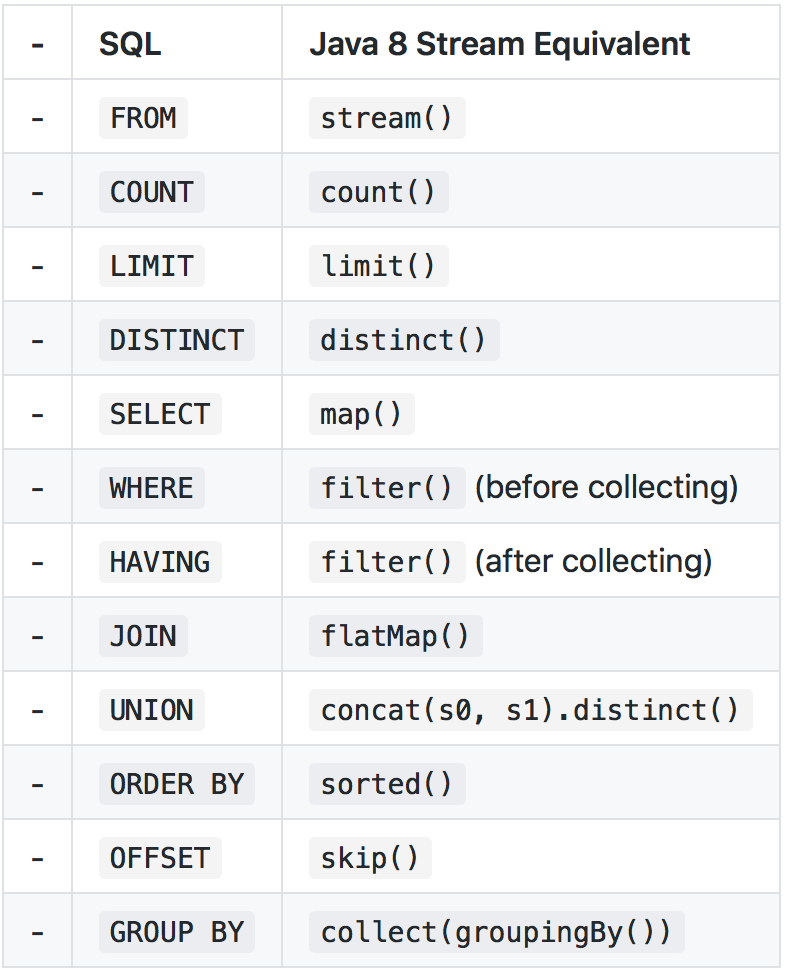 - SQL Java 8 Stream Equivalent
- FROM stream()
- COUNT count()
- LIMIT limit()
- DISTINCT distinct()
- SELECT map()
- WHERE filter() (before collecting)
- HAVING filter() (after collecting)
- JOIN flatMap()
- UNION concat(s0, s1).distinct()
- ORDER BY sorted()
- OFFSET skip()
- GROUP BY collect(groupingBy())